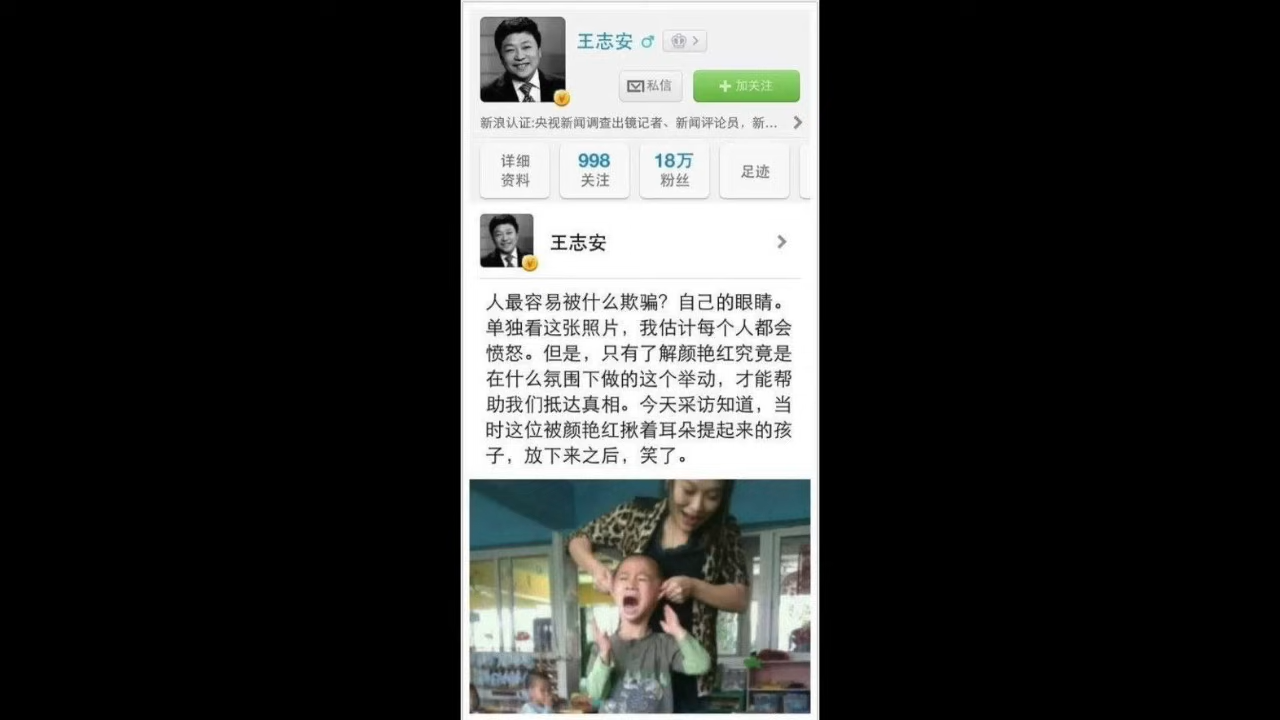 王志安
私信
加关注
新浪认证:央视新闻调查出镜记者、新闻评论员，新...
详细
资料
998
关注
18万
粉丝
足迹
王志安
人最容易被什么欺骗？自己的眼睛。
单独看这张照片，我估计每个人都会
愤怒。但是，只有了解颜艳红究竟是
在什么氛围下做的这个举动，才能帮
助我们抵达真相。今天采访知道，当
时这位被颜艳红揪着耳朵提起来的孩
子，放下来之后，笑了。